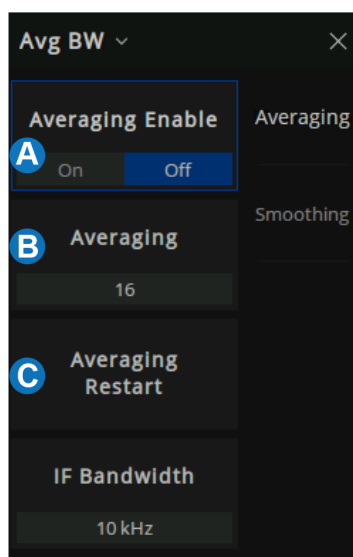 Avg BW
Averaging Enable
Averaging
A
On Off
Smoothing
B
Averaging
16
C
Averaging
Restart
IF Bandwidth
10 kHz